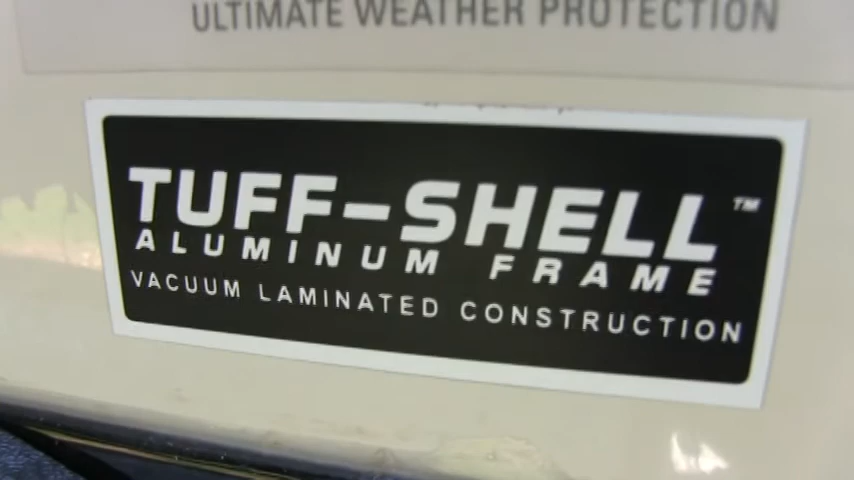 ULTIMATE WEATHER PROTECTION
TUFF-SHELL™
ALUMINUM FRAME
VACUUM LAMINATED CONSTRUCTION